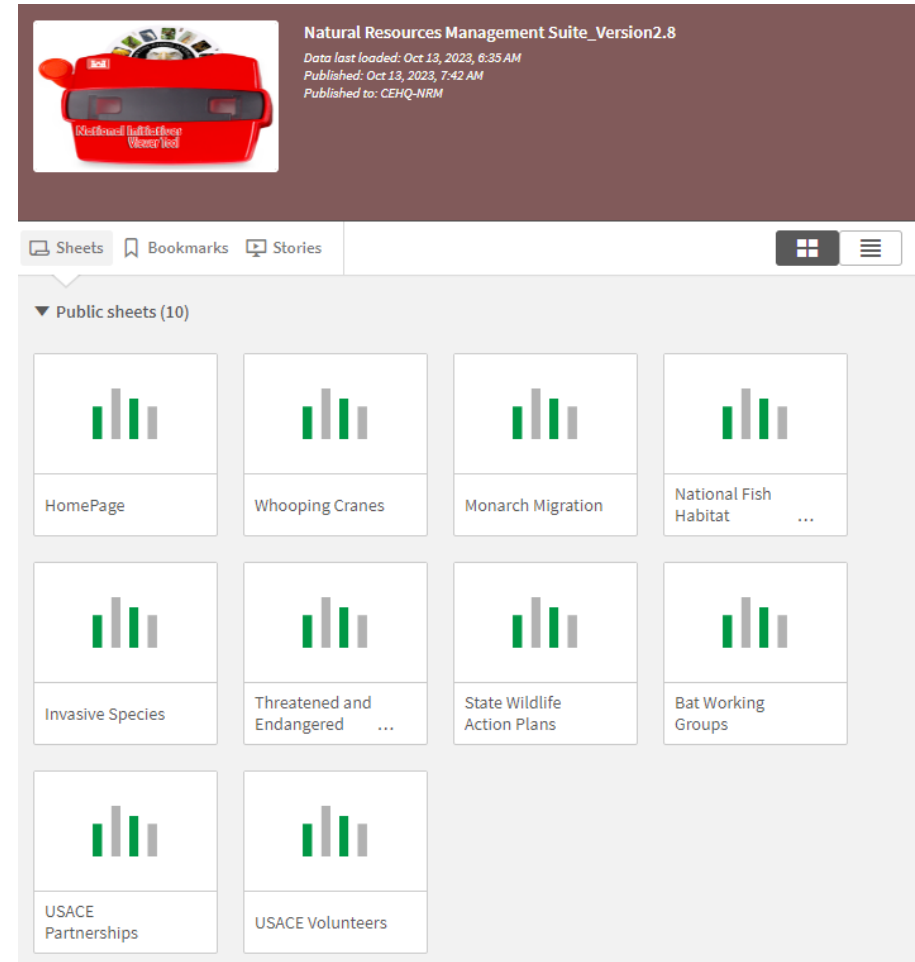 Natural Resources Management Suite_Version2.8
Data last loaded: Oct 13, 2023, 6:35 AM
Published: Oct 13, 2023, 7:42 AM
Published to: CEHQ-NRM
National Initiatives
Viewer Tool
Sheets
Bookmarks
Stories
Public sheets (10)
HomePage
Whooping Cranes
Monarch Migration
National Fish
Habitat ...
Invasive Species
Threatened and
Endangered ...
State Wildlife
Action Plans
Bat Working
Groups
USACE
Partnerships
USACE Volunteers